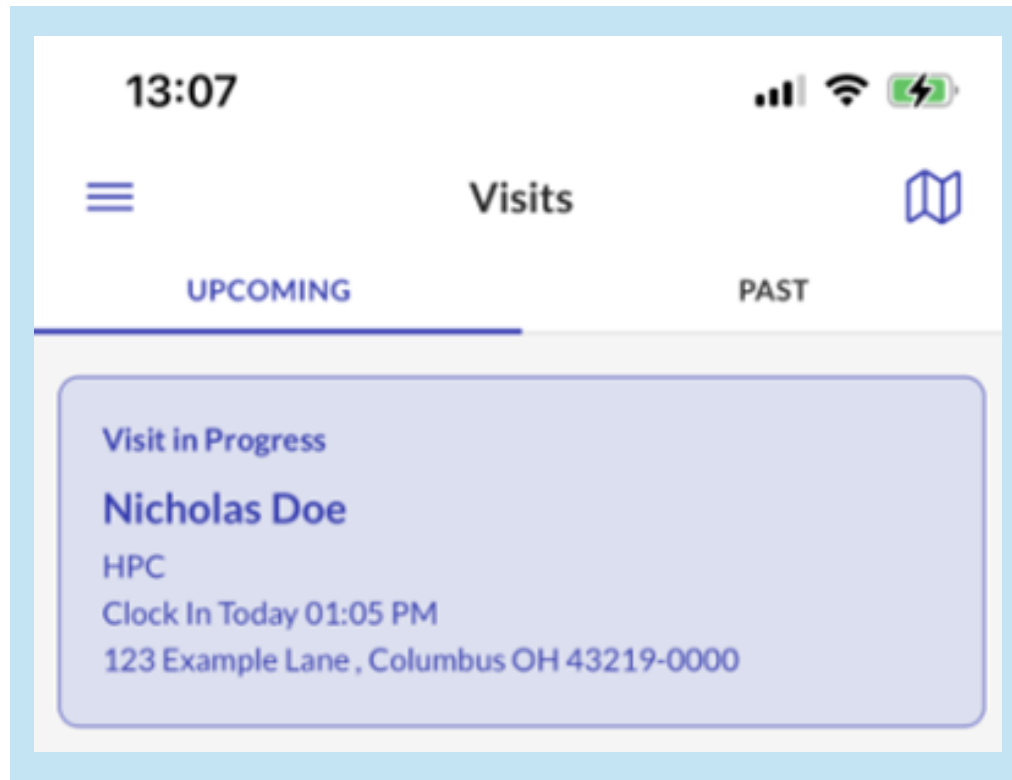 13:07
Visits
UPCOMING
PAST
Visit in Progress
Nicholas Doe
HPC
Clock In Today 01:05 PM
123 Example Lane , Columbus OH 43219-0000